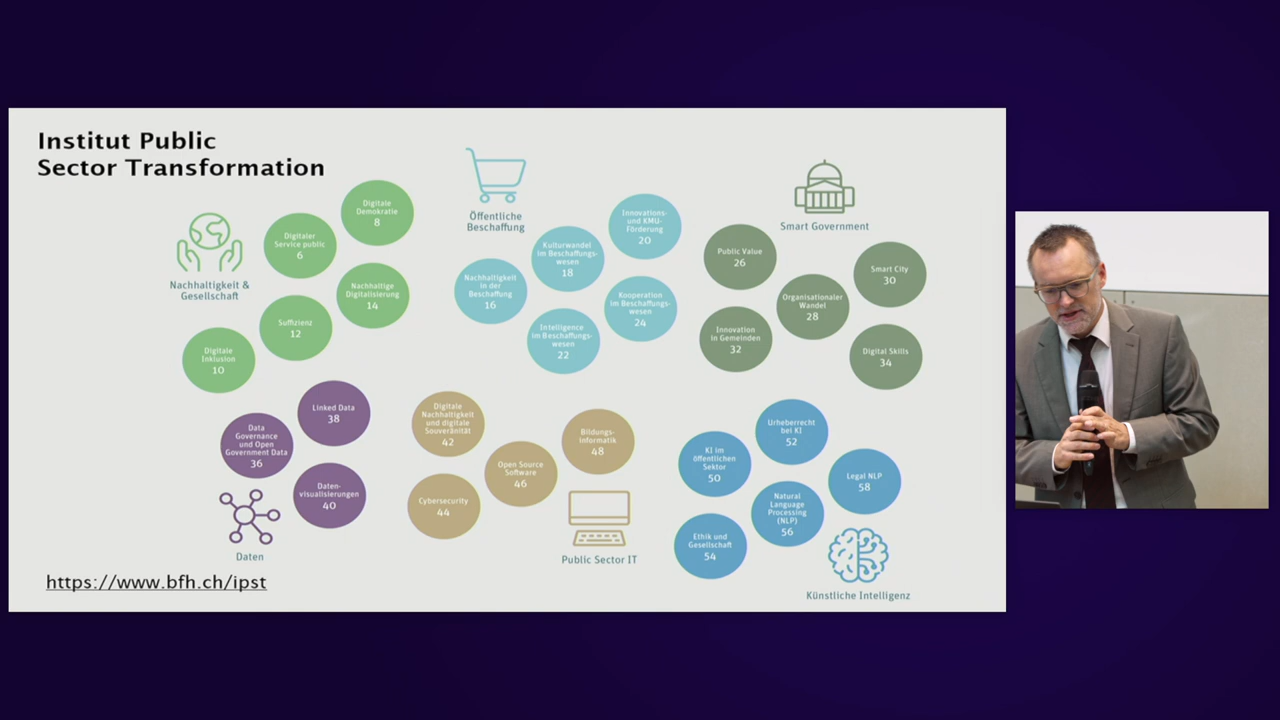 Institut Public
Sector Transformation
Nachhaltigkeit &
Gesellschaft
Digitale
Demokratie
8
Digitaler
Service public
6
Nachhaltige
Digitalisierung
14
Suffizienz
12
Digitale
Inklusion
10
Öffentliche
Beschaffung
Innovations-
und KMU-
Förderung
20
Kulturwandel
im Beschaffungs-
wesen
18
Nachhaltigkeit
in der
Beschaffung
16
Kooperation
im Beschaffungs-
wesen
24
Intelligence
im Beschaffungs-
wesen
22
Smart Government
Public Value
26
Smart City
30
Organisationaler
Wandel
28
Innovation
in Gemeinden
32
Digital Skills
34
Linked Data
38
Data
Governance
und Open
Government Data
36
Daten-
visualisierungen
40
Daten
Digitale
Nachhaltigkeit
und digitale
Souveränität
42
Bildungs-
informatik
48
Open Source
Software
46
Cybersecurity
44
Public Sector IT
Urheberrecht
bei KI
52
KI im
öffentlichen
Sektor
50
Legal NLP
58
Natural
Language
Processing
(NLP)
56
Ethik und
Gesellschaft
54
Künstliche Intelligenz
https://www.bfh.ch/ipst